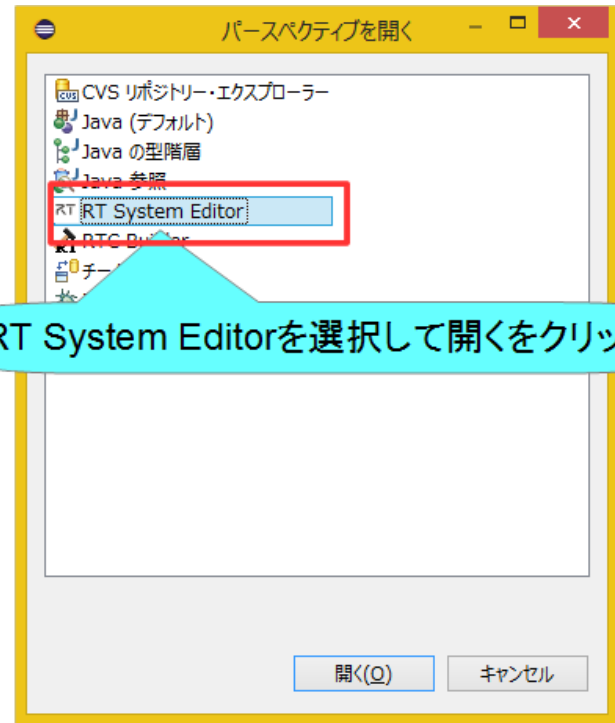 パースペクティブを開く
CVS リポジトリー・エクスプローラー
Java (デフォルト)
Java の型階層
Java 参照
RT RT System Editor
RTC Builder
RT System Editorを選択して開くをクリッ
開く(O)
キャンセル